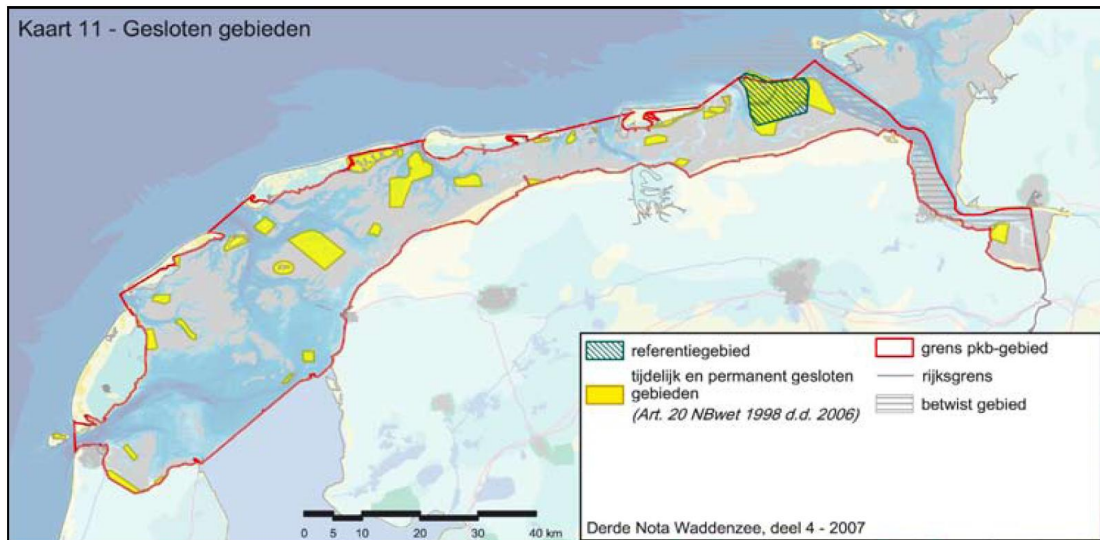 Kaart 11 - Gesloten gebieden
referentiegebied
tijdelijk en permanent gesloten
gebieden
(Art. 20 NBwet 1998 d.d. 2006)
grens pkb-gebied
rijksgrens
betwist gebied
0 5 10 20 30 40 km
Derde Nota Waddenzee, deel 4 - 2007